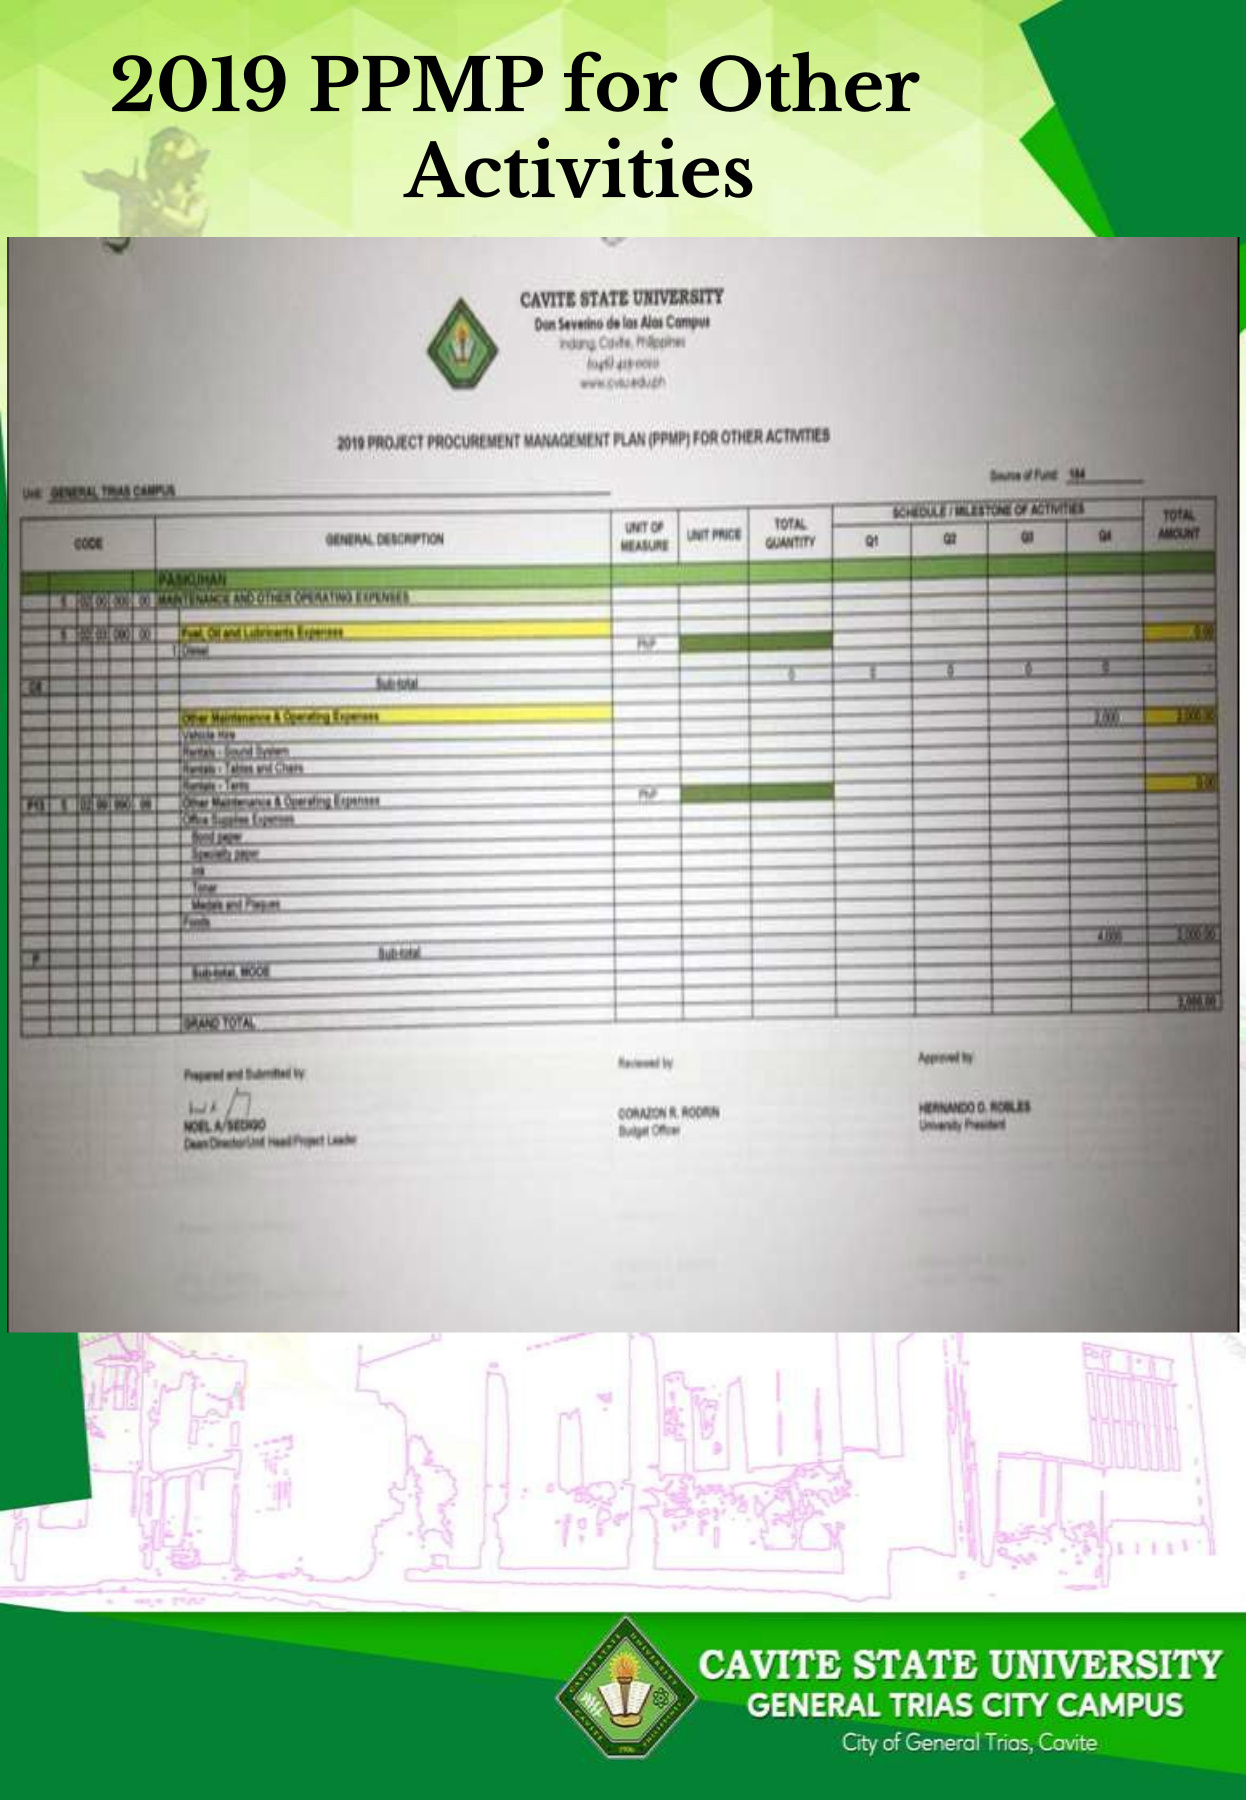 2019 PPMP for Other
Activities
CAVITE STATE UNIVERSITY
Don Severino de las Alas Campus
Indang, Cavite, Philippines
www.cvsu.edu.ph
2019 PROJECT PROCUREMENT MANAGEMENT PLAN (PPMP) FOR OTHER ACTIVITIES
Unit: GENERAL TRIAS CAMPUS
Source of Fund: 184
CODE GENERAL DESCRIPTION UNIT OF MEASURE UNIT PRICE TOTAL QUANTITY SCHEDULE / MILESTONE OF ACTIVITIES TOTAL AMOUNT
Q1 Q2 Q3 Q4
PASKUHAN
5 02 00 000 00 MAINTENANCE AND OTHER OPERATING EXPENSES
5 02 03 090 00 Fuel, Oil and Lubricants Expenses 0.00
1 Diesel PhP
Sub-total 0 0 0 0 0
Other Maintenance & Operating Expenses 2,000 2,000.00
Vehicle Hire
Rentals - Sound System
Rentals - Tables and Chairs
Rentals - Tents 0.00
5 02 99 990 Other Maintenance & Operating Expenses PhP
Office Supplies Expenses
Bond paper
Specialty paper
Ink
Toner
Medals and Plaques
Foods
Sub-total 4,000 2,000.00
Sub-total, MOOE
GRAND TOTAL 2,000.00
Prepared and Submitted by:
Reviewed by:
Approved by:
NOEL A. SEDIGO
CORAZON R. RODRIN
HERNANDO D. ROBLES
Dean/Director/Unit Head/Project Leader
Budget Officer
University President
CAVITE STATE UNIVERSITY
GENERAL TRIAS CITY CAMPUS
City of General Trias, Cavite